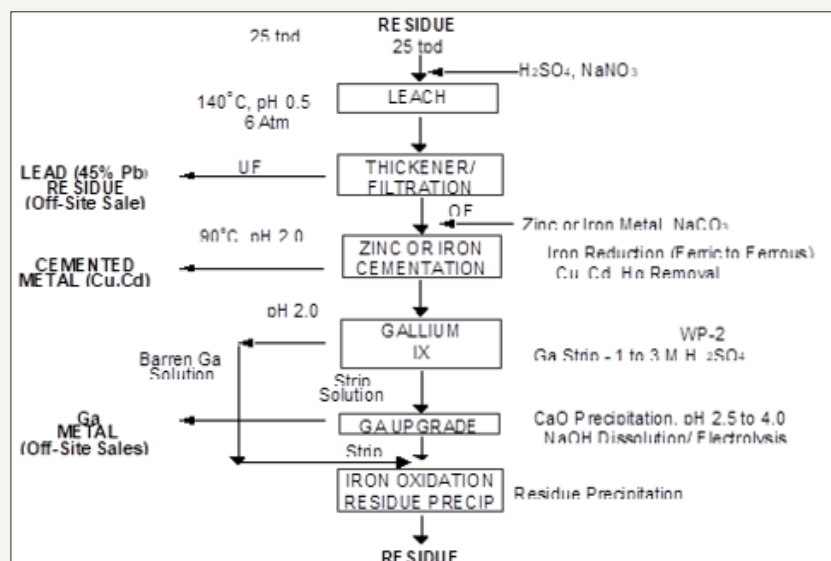 RESIDUE
25 tpd
25 tpd
H₂SO₄, NaNO₃
LEACH
140°C, pH 0.5
6 Atm
THICKENER/
FILTRATION
UF
LEAD (45% Pb)
RESIDUE
(Off-Site Sale)
OF
Zinc or Iron Metal, NaCO₃
90°C, pH 2.0
ZINC OR IRON
CEMENTATION
Iron Reduction (Ferric to Ferrous)
Cu, Cd, Hg Removal
CEMENTED
METAL (Cu,Cd)
pH 2.0
GALLIUM
IX
WP-2
Ga Strip - 1 to 3 M H₂SO₄
Barren Ga
Solution
Strip
Solution
Ga
METAL
(Off-Site Sales)
GA UPGRADE
CaO Precipitation, pH 2.5 to 4.0
NaOH Dissolution/ Electrolysis
Strip
IRON OXIDATION
RESIDUE PRECIP
Residue Precipitation
RESIDUE